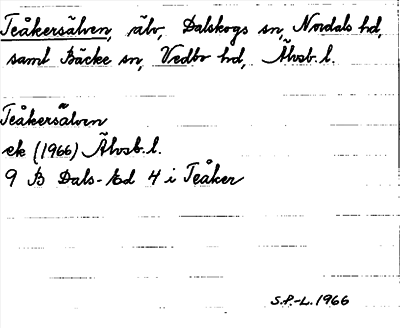 Teåkersälven, älv, Dalskogs sn, Nordals hd,
samt Bäcke sn, Vedbo hd, Älvsb. l.
Teåkersälven
ek (1966) Älvsb. l.
9 B Dals-Ed 4 i Teåker
S.P.-L. 1966